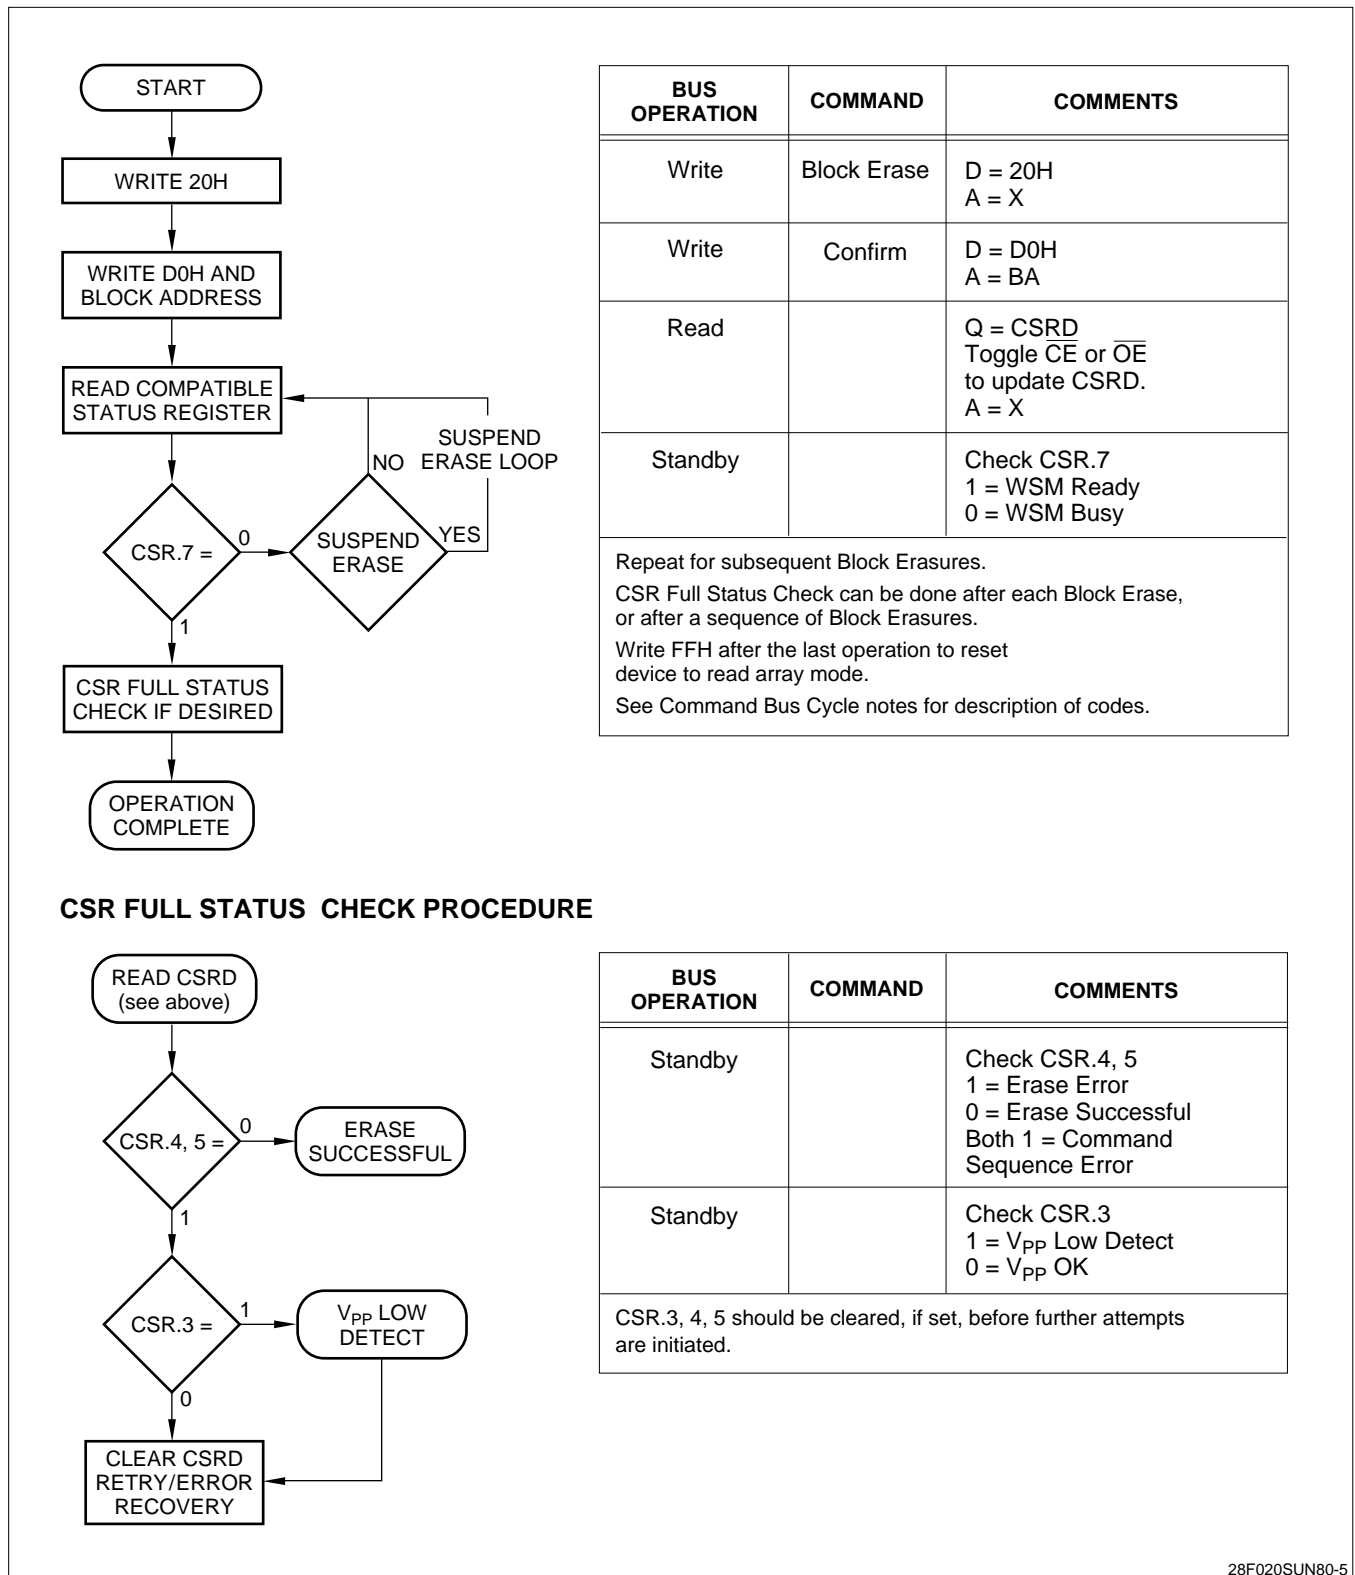 START
WRITE 20H
WRITE D0H AND
BLOCK ADDRESS
READ COMPATIBLE
STATUS REGISTER
SUSPEND
ERASE LOOP
NO
CSR.7 =
0
SUSPEND
ERASE
YES
1
CSR FULL STATUS
CHECK IF DESIRED
OPERATION
COMPLETE
BUS
OPERATION
COMMAND
COMMENTS
Write
Block Erase
D = 20H
A = X
Write
Confirm
D = D0H
A = BA
Read
Q = CSRD
Toggle C̅E̅ or O̅E̅
to update CSRD.
A = X
Standby
Check CSR.7
1 = WSM Ready
0 = WSM Busy
Repeat for subsequent Block Erasures.
CSR Full Status Check can be done after each Block Erase,
or after a sequence of Block Erasures.
Write FFH after the last operation to reset
device to read array mode.
See Command Bus Cycle notes for description of codes.
CSR FULL STATUS CHECK PROCEDURE
READ CSRD
(see above)
CSR.4, 5 =
0
ERASE
SUCCESSFUL
1
CSR.3 =
1
VPP LOW
DETECT
0
CLEAR CSRD
RETRY/ERROR
RECOVERY
BUS
OPERATION
COMMAND
COMMENTS
Standby
Check CSR.4, 5
1 = Erase Error
0 = Erase Successful
Both 1 = Command
Sequence Error
Standby
Check CSR.3
1 = VPP Low Detect
0 = VPP OK
CSR.3, 4, 5 should be cleared, if set, before further attempts
are initiated.
28F020SUN80-5